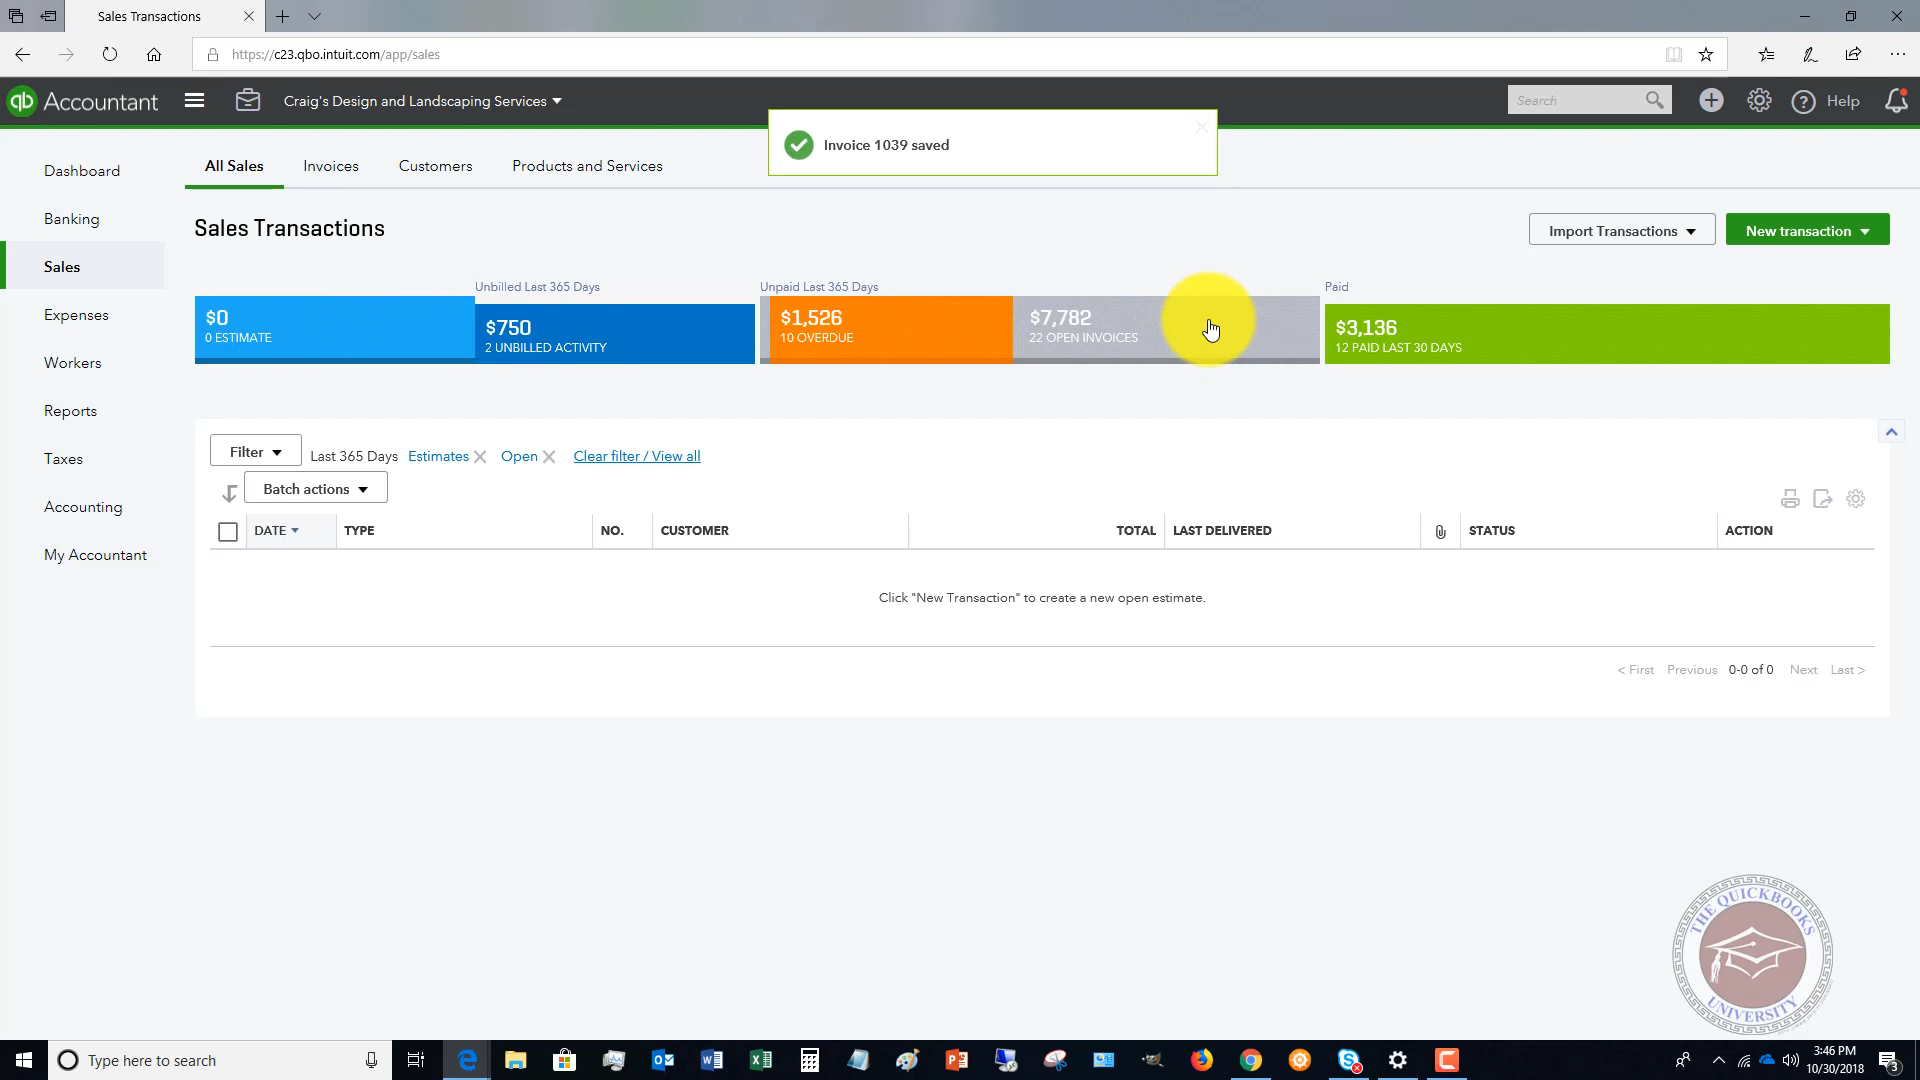 Sales Transactions
https://c23.qbo.intuit.com/app/sales
qb Accountant
Craig's Design and Landscaping Services
Search
Help
Invoice 1039 saved
Dashboard
Banking
Sales
Expenses
Workers
Reports
Taxes
Accounting
My Accountant
All Sales Invoices Customers Products and Services
Sales Transactions
Import Transactions
New transaction
Unbilled Last 365 Days
Unpaid Last 365 Days
Paid
$0
0 ESTIMATE
$750
2 UNBILLED ACTIVITY
$1,526
10 OVERDUE
$7,782
22 OPEN INVOICES
$3,136
12 PAID LAST 30 DAYS
Filter Last 365 Days Estimates Open Clear filter / View all
Batch actions
DATE TYPE NO. CUSTOMER TOTAL LAST DELIVERED STATUS ACTION
Click "New Transaction" to create a new open estimate.
< First Previous 0-0 of 0 Next Last >
THE QUICKBOOKS
UNIVERSITY
Type here to search
3:46 PM
10/30/2018
3